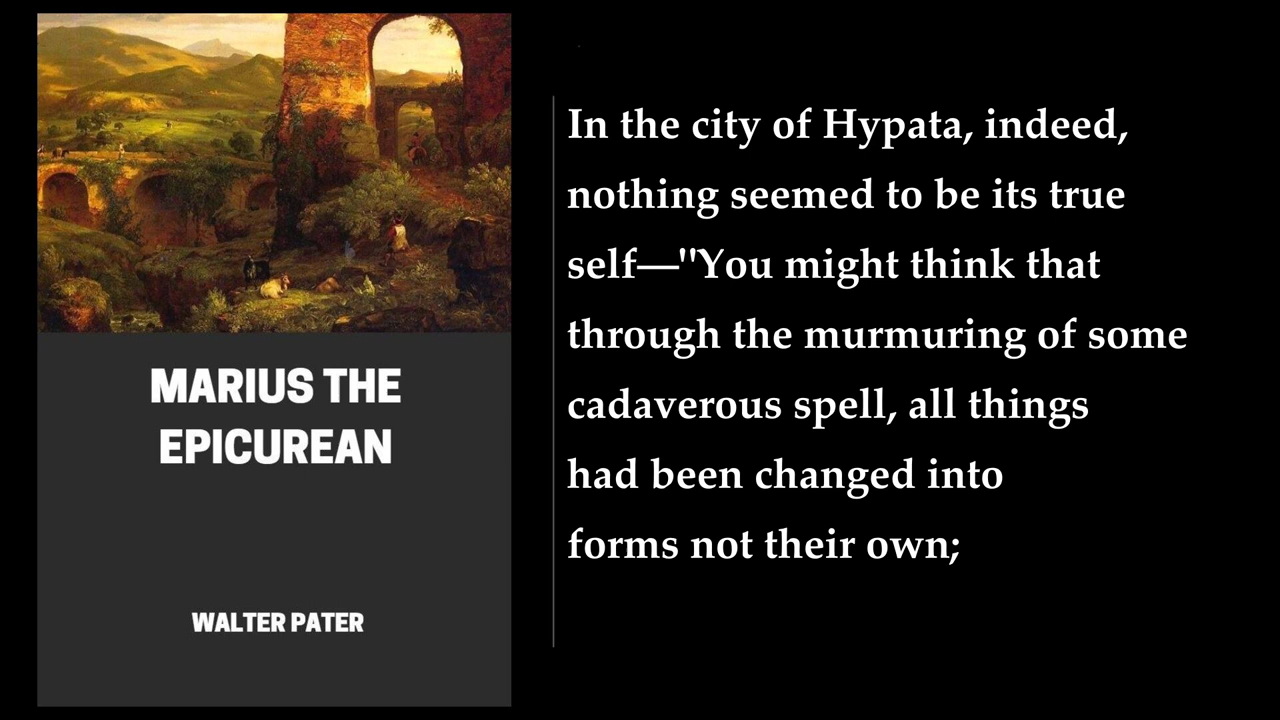 MARIUS THE
EPICUREAN
WALTER PATER
In the city of Hypata, indeed,
nothing seemed to be its true
self—"You might think that
through the murmuring of some
cadaverous spell, all things
had been changed into
forms not their own;